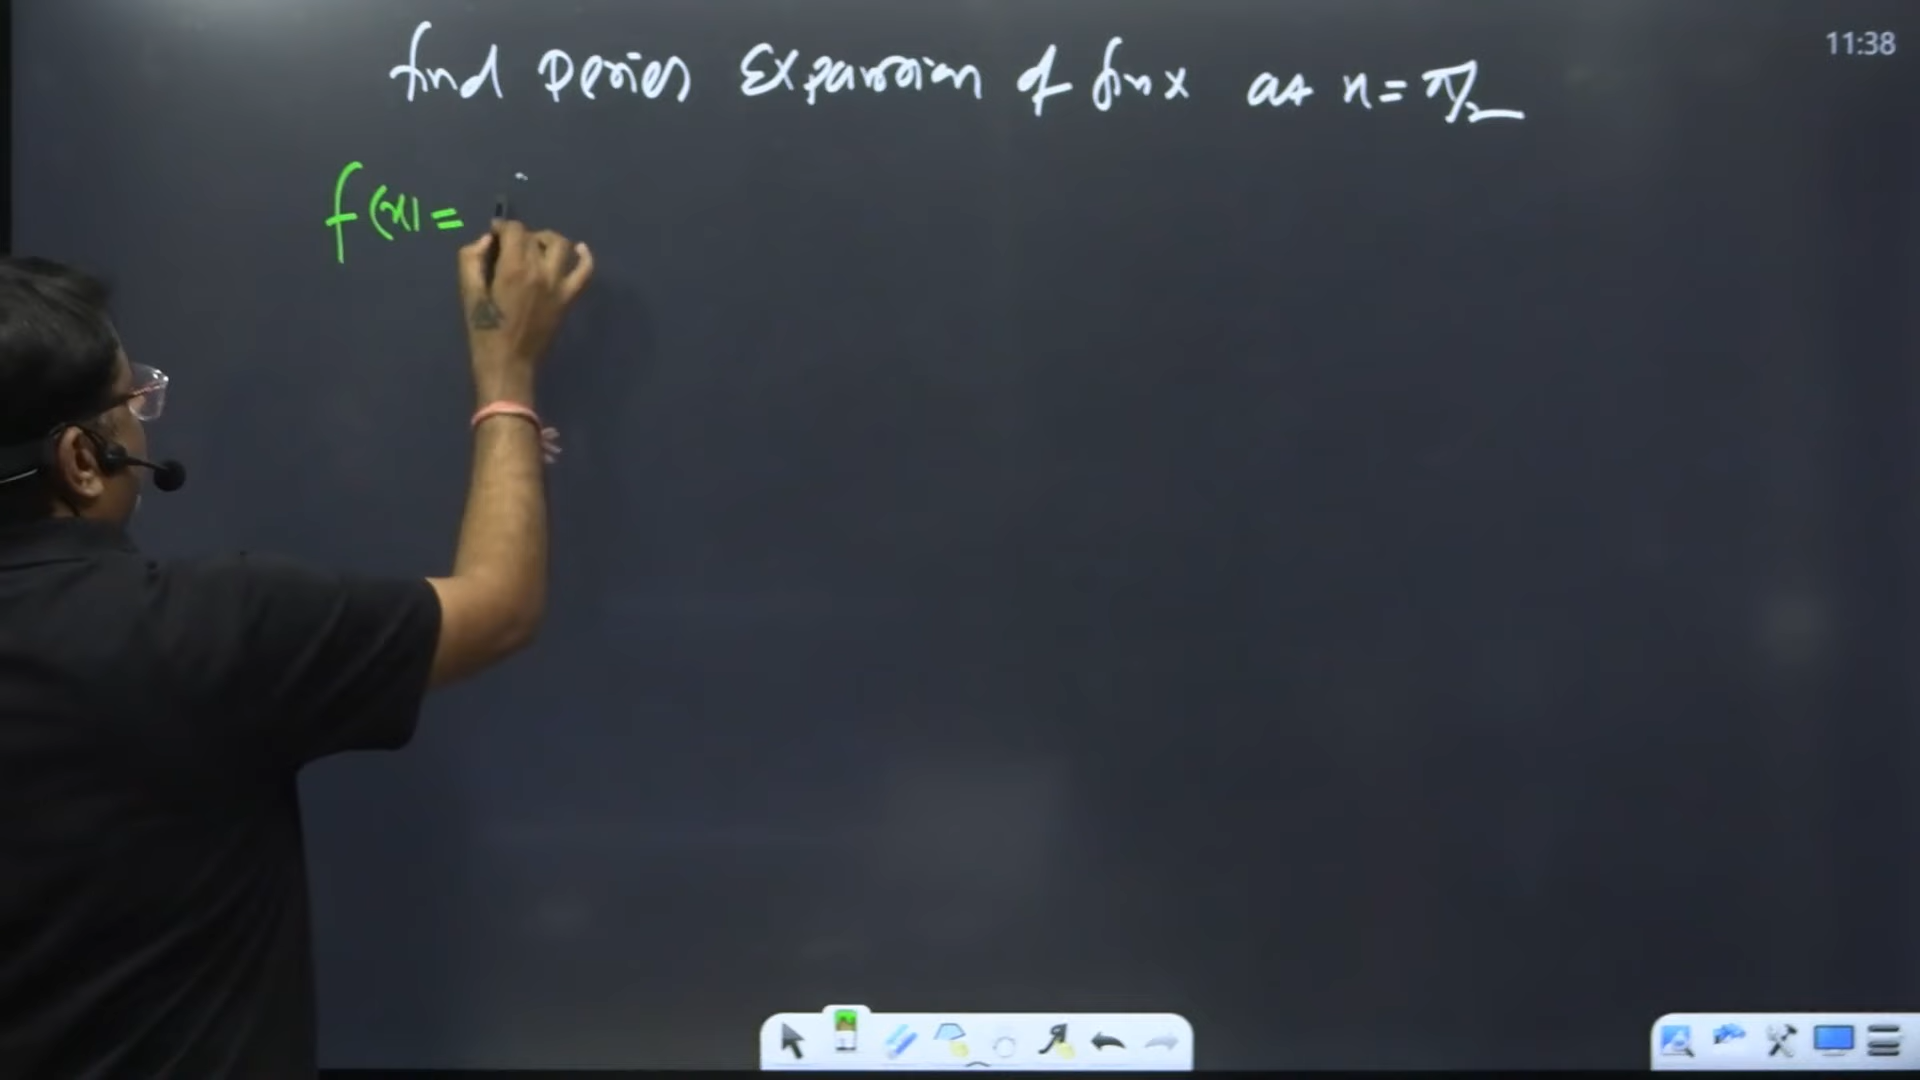 11:38
find Series Expansion of sin x at x = π/2
f(x) =